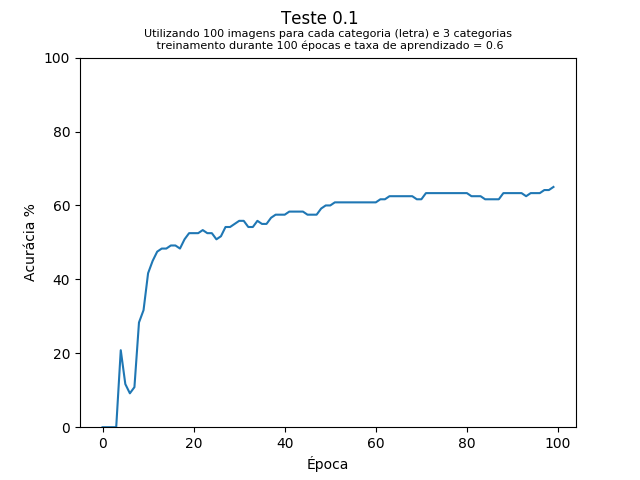 Teste 0.1
Utilizando 100 imagens para cada categoria (letra) e 3 categorias
treinamento durante 100 épocas e taxa de aprendizado = 0.6
100
80
60
40
20
0
Acurácia %
0 20 40 60 80 100
Época